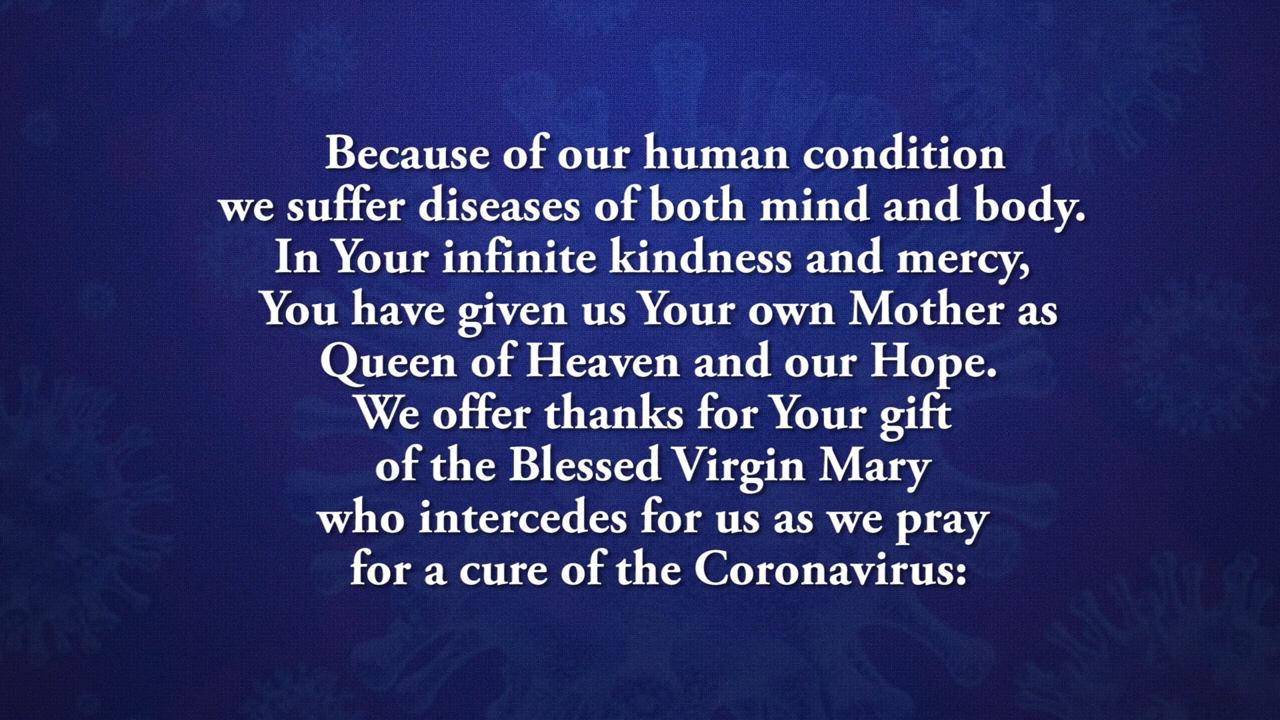 Because of our human condition
we suffer diseases of both mind and body.
In Your infinite kindness and mercy,
You have given us Your own Mother as
Queen of Heaven and our Hope.
We offer thanks for Your gift
of the Blessed Virgin Mary
who intercedes for us as we pray
for a cure of the Coronavirus: